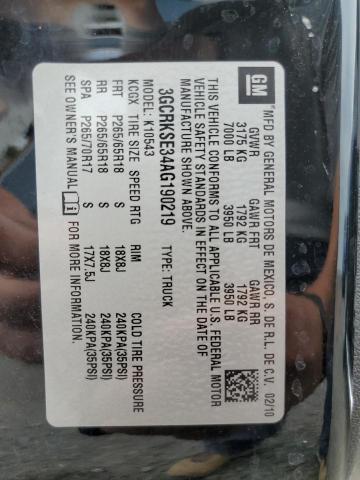 GM
MFD BY GENERAL MOTORS DE MEXICO, S. DE R.L. DE C.V. 02/10
GVWR GAWR FRT GAWR RR
3175 KG 1792 KG 1792 KG
7000 LB 3950 LB 3950 LB
THIS VEHICLE CONFORMS TO ALL APPLICABLE U.S. FEDERAL MOTOR
VEHICLE SAFETY STANDARDS IN EFFECT ON THE DATE OF
MANUFACTURE SHOWN ABOVE.
3GCRKSE34AG190219 TYPE: TRUCK
MODEL: K10543
KCGX TIRE SIZE SPEED RTG RIM COLD TIRE PRESSURE
FRT P265/65R18 S 18X8J 240KPA(35PSI)
RR P265/65R18 S 18X8J 240KPA(35PSI)
SPA P265/70R17 S 17X7.5J 240KPA(35PSI)
SEE OWNER'S MANUAL i FOR MORE INFORMATION.